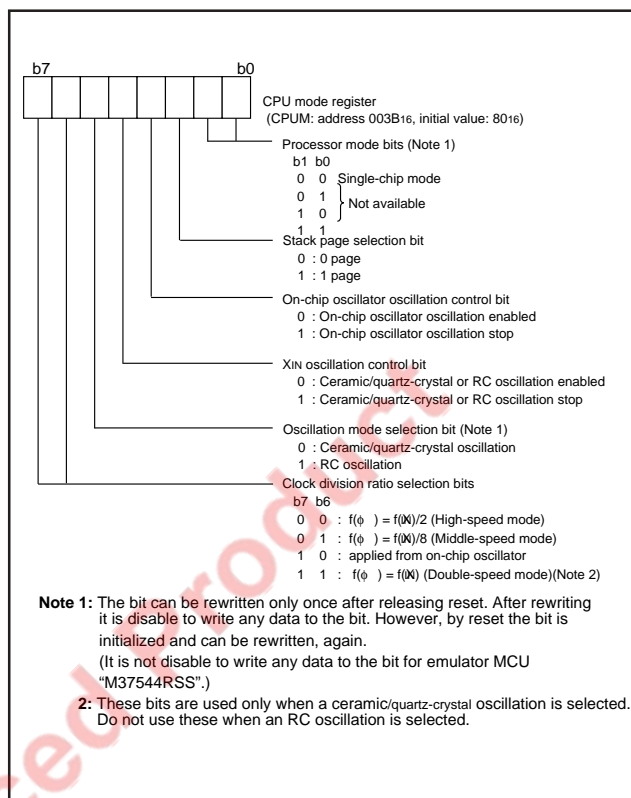 b7 b0
CPU mode register
(CPUM: address 003B16, initial value: 8016)
Processor mode bits (Note 1)
b1 b0
0 0 Single-chip mode
0 1
1 0
Not available
1 1
Stack page selection bit
0 : 0 page
1 : 1 page
On-chip oscillator oscillation control bit
0 : On-chip oscillator oscillation enabled
1 : On-chip oscillator oscillation stop
XIN oscillation control bit
0 : Ceramic/quartz-crystal or RC oscillation enabled
1 : Ceramic/quartz-crystal or RC oscillation stop
Oscillation mode selection bit (Note 1)
0 : Ceramic/quartz-crystal oscillation
1 : RC oscillation
Clock division ratio selection bits
b7 b6
0 0 : f(ϕ ) = f(XIN)/2 (High-speed mode)
0 1 : f(ϕ ) = f(XIN)/8 (Middle-speed mode)
1 0 : applied from on-chip oscillator
1 1 : f(ϕ ) = f(XIN) (Double-speed mode)(Note 2)
Note 1: The bit can be rewritten only once after releasing reset. After rewriting
it is disable to write any data to the bit. However, by reset the bit is
initialized and can be rewritten, again.
(It is not disable to write any data to the bit for emulator MCU
“M37544RSS”.)
2: These bits are used only when a ceramic/quartz-crystal oscillation is selected.
Do not use these when an RC oscillation is selected.
ced Product